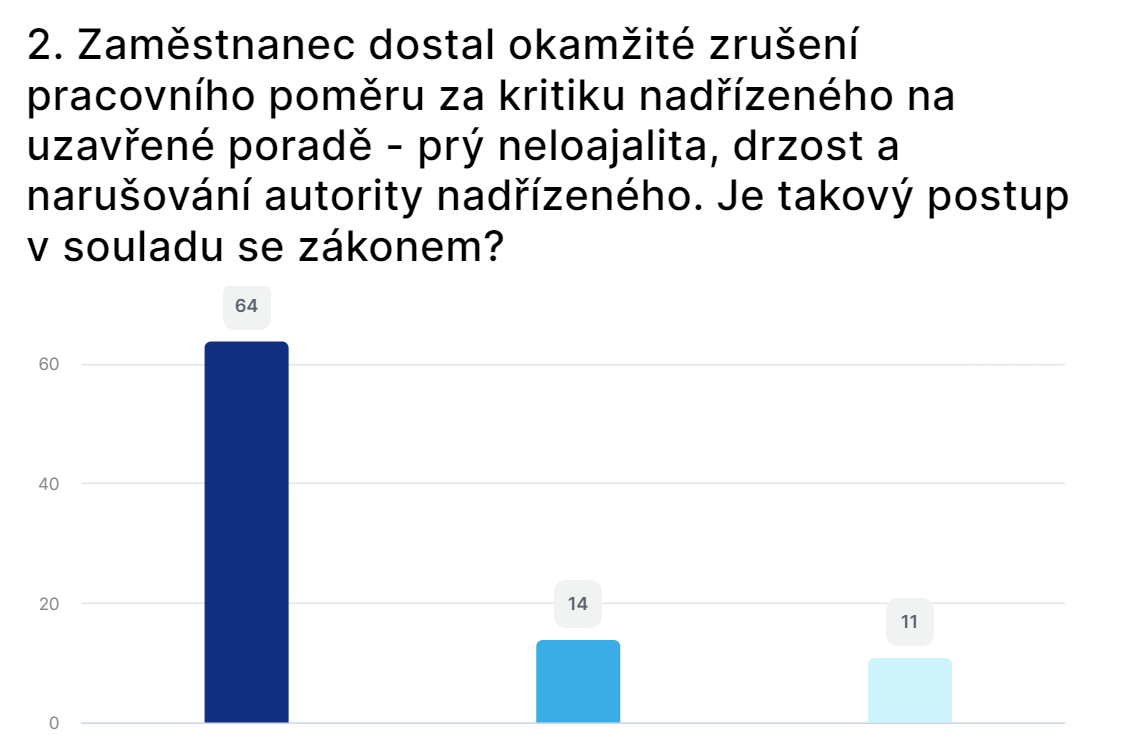 2. Zaměstnanec dostal okamžité zrušení
pracovního poměru za kritiku nadřízeného na
uzavřené poradě - prý neloajalita, drzost a
narušování autority nadřízeného. Je takový postup
v souladu se zákonem?
64
60
40
20
14
11
0